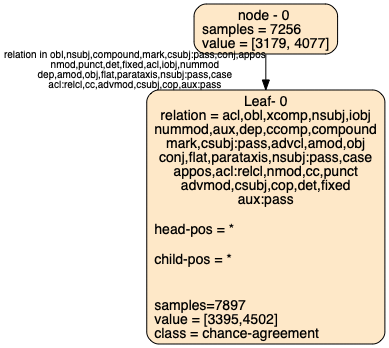 node - 0
samples = 7256
value = [3179, 4077]
relation in obl,nsubj,compound,mark,csubj:pass,conj,appos
nmod,punct,det,fixed,acl,iobj,nummod
dep,amod,obj,flat,parataxis,nsubj:pass,case
acl:relcl,cc,advmod,csubj,cop,aux:pass
Leaf- 0
relation = acl,obl,xcomp,nsubj,iobj
nummod,aux,dep,ccomp,compound
mark,csubj:pass,advcl,amod,obj
conj,flat,parataxis,nsubj:pass,case
appos,acl:relcl,nmod,cc,punct
advmod,csubj,cop,det,fixed
aux:pass
head-pos = *
child-pos = *
samples=7897
value = [3395,4502]
class = chance-agreement